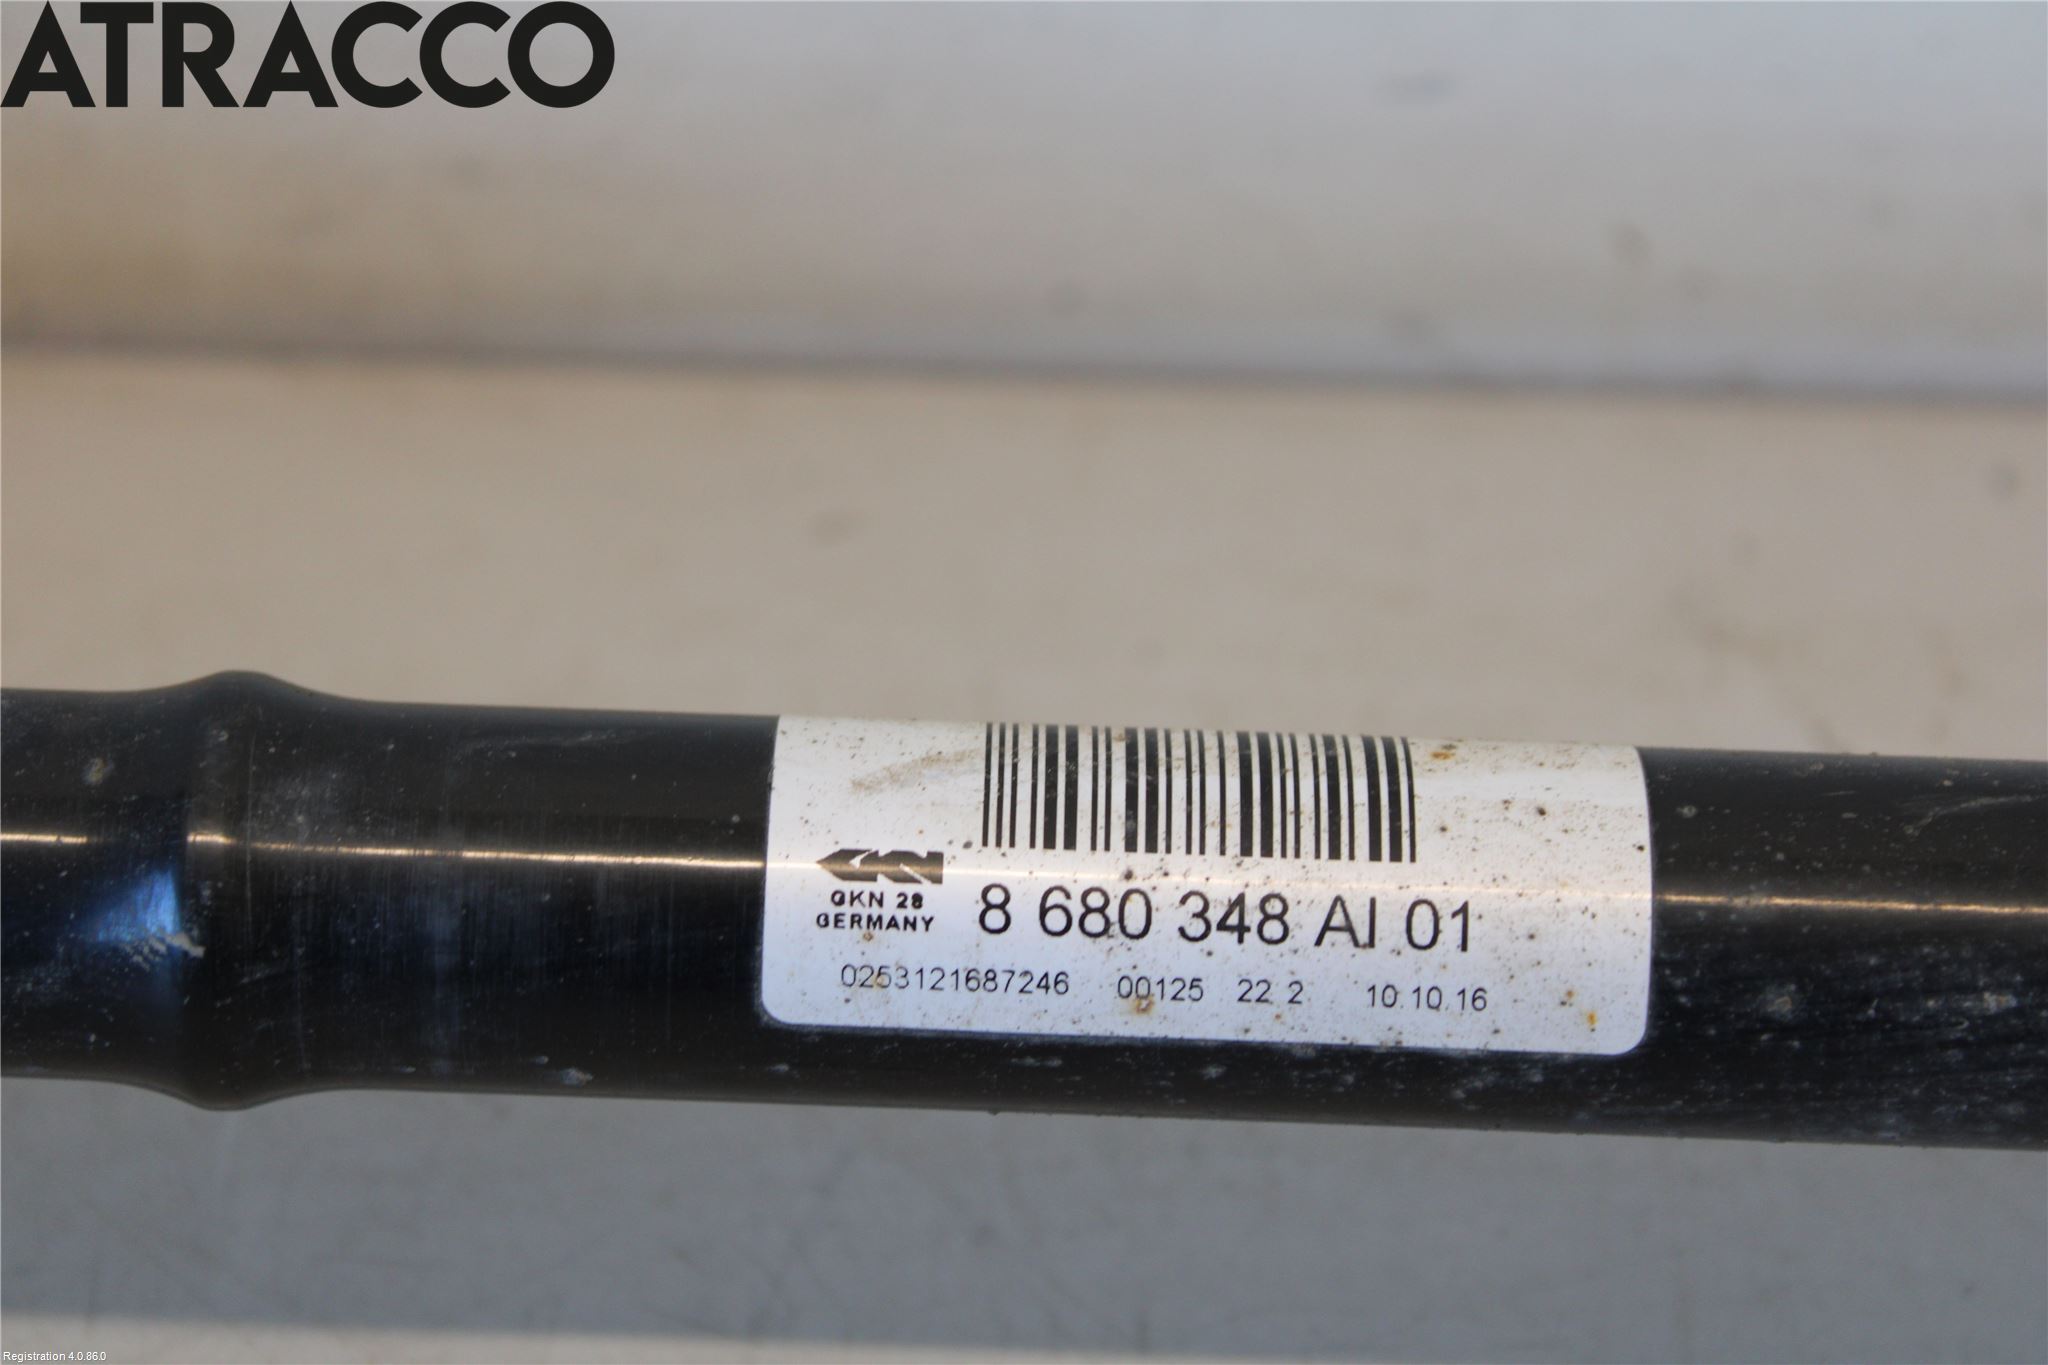 ATRACCO
GKN
GKN 28
GERMANY
8 680 348 AI 01
0253121687246 00125 22 2 10.10.16
Registration 4.0.86.0